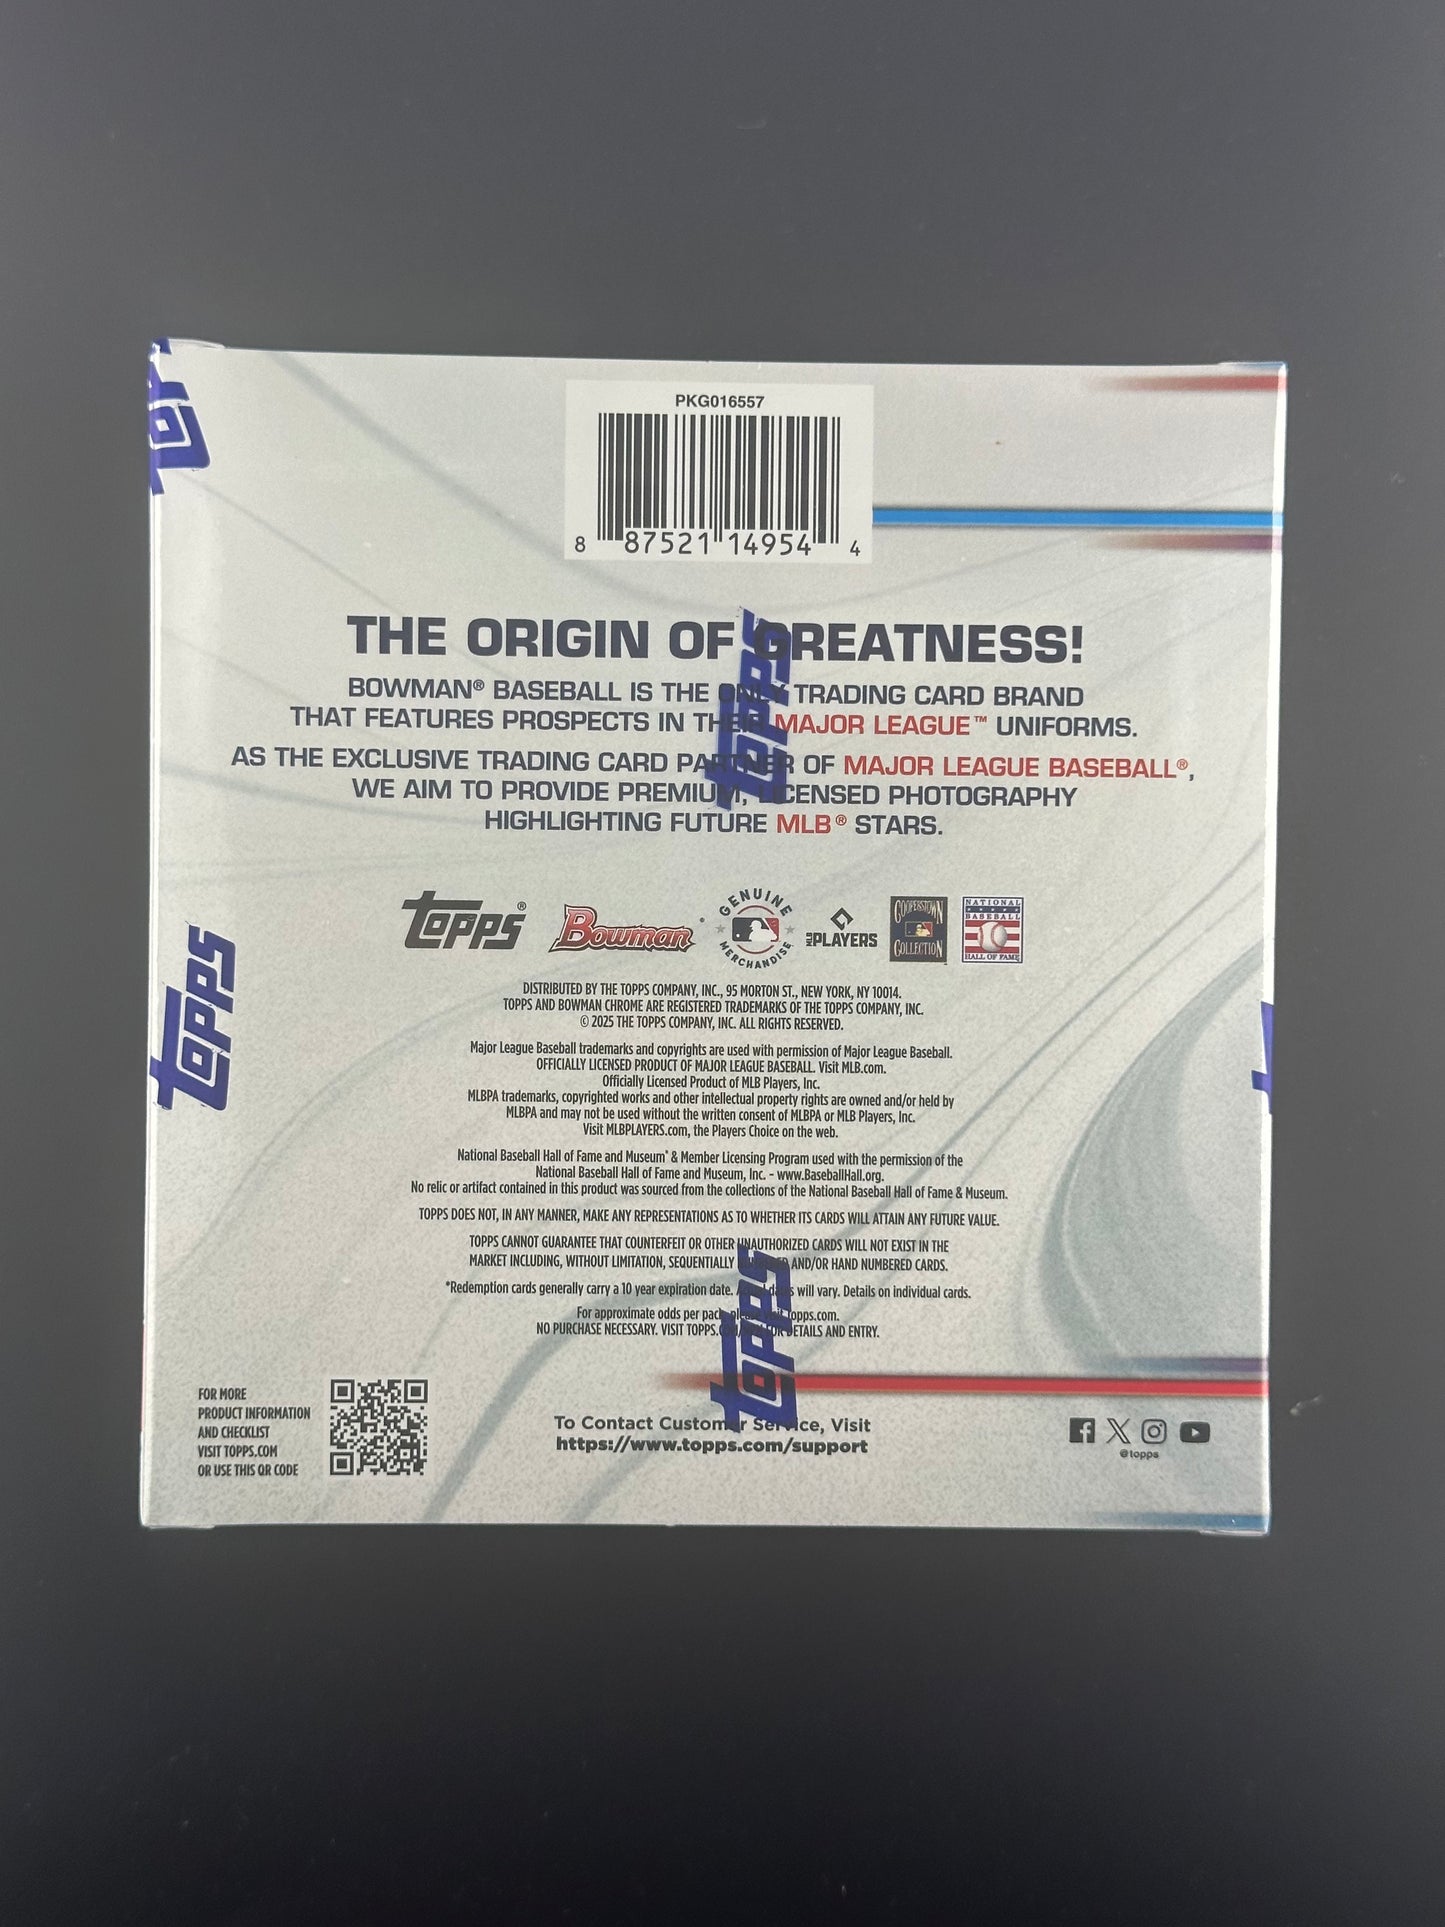 PKG016557
8 87521 14954 4
THE ORIGIN OF GREATNESS!
BOWMAN® BASEBALL IS THE ONLY TRADING CARD BRAND
THAT FEATURES PROSPECTS IN THEIR MAJOR LEAGUE™ UNIFORMS.
AS THE EXCLUSIVE TRADING CARD PARTNER OF MAJOR LEAGUE BASEBALL®,
WE AIM TO PROVIDE PREMIUM, LICENSED PHOTOGRAPHY
HIGHLIGHTING FUTURE MLB® STARS.
TOPPS®
Bowman®
GENUINE MERCHANDISE
MLB PLAYERS
COOPERSTOWN COLLECTION
NATIONAL BASEBALL HALL OF FAME
DISTRIBUTED BY THE TOPPS COMPANY, INC., 95 MORTON ST., NEW YORK, NY 10014.
TOPPS AND BOWMAN CHROME ARE REGISTERED TRADEMARKS OF THE TOPPS COMPANY, INC.
© 2025 THE TOPPS COMPANY, INC. ALL RIGHTS RESERVED.
Major League Baseball trademarks and copyrights are used with permission of Major League Baseball.
OFFICIALLY LICENSED PRODUCT OF MAJOR LEAGUE BASEBALL. Visit MLB.com.
Officially Licensed Product of MLB Players, Inc.
MLBPA trademarks, copyrighted works and other intellectual property rights are owned and/or held by
MLBPA and may not be used without the written consent of MLBPA or MLB Players, Inc.
Visit MLBPLAYERS.com, the Players Choice on the web.
National Baseball Hall of Fame and Museum® & Member Licensing Program used with the permission of the
National Baseball Hall of Fame and Museum, Inc. - www.BaseballHall.org.
No relic or artifact contained in this product was sourced from the collections of the National Baseball Hall of Fame & Museum.
TOPPS DOES NOT, IN ANY MANNER, MAKE ANY REPRESENTATIONS AS TO WHETHER ITS CARDS WILL ATTAIN ANY FUTURE VALUE.
TOPPS CANNOT GUARANTEE THAT COUNTERFEIT OR OTHER UNAUTHORIZED CARDS WILL NOT EXIST IN THE
MARKET INCLUDING, WITHOUT LIMITATION, SEQUENTIALLY AND/OR HAND NUMBERED CARDS.
*Redemption cards generally carry a 10 year expiration date. Actual dates will vary. Details on individual cards.
For approximate odds per pack, please visit topps.com.
NO PURCHASE NECESSARY. VISIT TOPPS. FOR DETAILS AND ENTRY.
FOR MORE
PRODUCT INFORMATION
AND CHECKLIST
VISIT TOPPS.COM
OR USE THIS QR CODE
To Contact Customer Service, Visit
https://www.topps.com/support
@topps
TOPPS
TOPPS
TOPPS